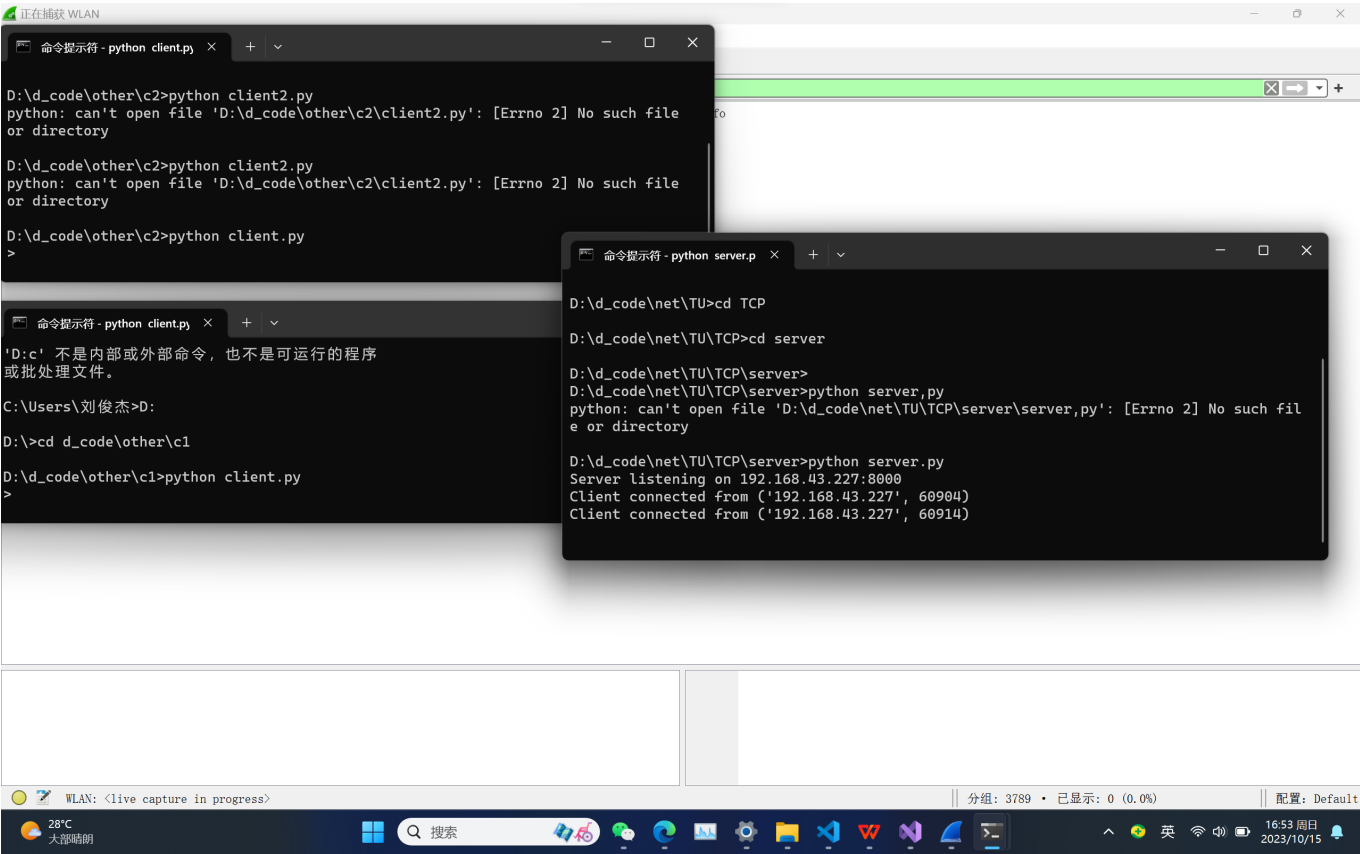 正在捕获 WLAN
命令提示符 - python client.py
D:\d_code\other\c2>python client2.py
python: can't open file 'D:\d_code\other\c2\client2.py': [Errno 2] No such file
or directory
D:\d_code\other\c2>python client2.py
python: can't open file 'D:\d_code\other\c2\client2.py': [Errno 2] No such file
or directory
D:\d_code\other\c2>python client.py
>
fo
命令提示符 - python client.py
'D:c' 不是内部或外部命令，也不是可运行的程序
或批处理文件。
C:\Users\刘俊杰>D:
D:\>cd d_code\other\c1
D:\d_code\other\c1>python client.py
>
命令提示符 - python server.p
D:\d_code\net\TU>cd TCP
D:\d_code\net\TU\TCP>cd server
D:\d_code\net\TU\TCP\server>
D:\d_code\net\TU\TCP\server>python server,py
python: can't open file 'D:\d_code\net\TU\TCP\server\server,py': [Errno 2] No such fil
e or directory
D:\d_code\net\TU\TCP\server>python server.py
Server listening on 192.168.43.227:8000
Client connected from ('192.168.43.227', 60904)
Client connected from ('192.168.43.227', 60914)
WLAN: <live capture in progress>
分组: 3789 • 已显示: 0 (0.0%)
配置: Default
28°C
大部晴朗
搜索
英
16:53 周日
2023/10/15